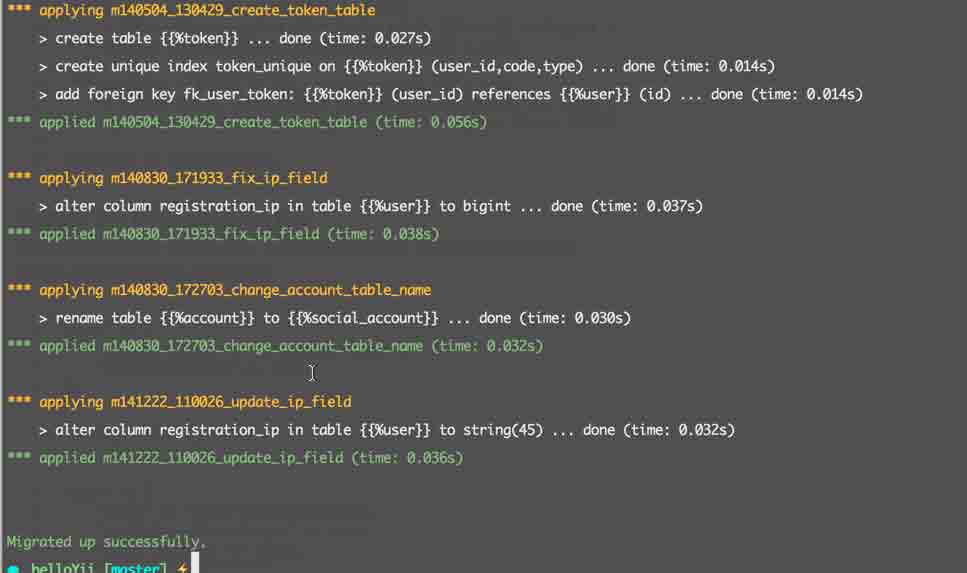 *** applying m140504_130429_create_token_table
> create table {{%token}} ... done (time: 0.027s)
> create unique index token_unique on {{%token}} (user_id,code,type) ... done (time: 0.014s)
> add foreign key fk_user_token: {{%token}} (user_id) references {{%user}} (id) ... done (time: 0.014s)
*** applied m140504_130429_create_token_table (time: 0.056s)
*** applying m140830_171933_fix_ip_field
> alter column registration_ip in table {{%user}} to bigint ... done (time: 0.037s)
*** applied m140830_171933_fix_ip_field (time: 0.038s)
*** applying m140830_172703_change_account_table_name
> rename table {{%account}} to {{%social_account}} ... done (time: 0.030s)
*** applied m140830_172703_change_account_table_name (time: 0.032s)
*** applying m141222_110026_update_ip_field
> alter column registration_ip in table {{%user}} to string(45) ... done (time: 0.032s)
*** applied m141222_110026_update_ip_field (time: 0.036s)
Migrated up successfully.
helloYii [master] ⚡